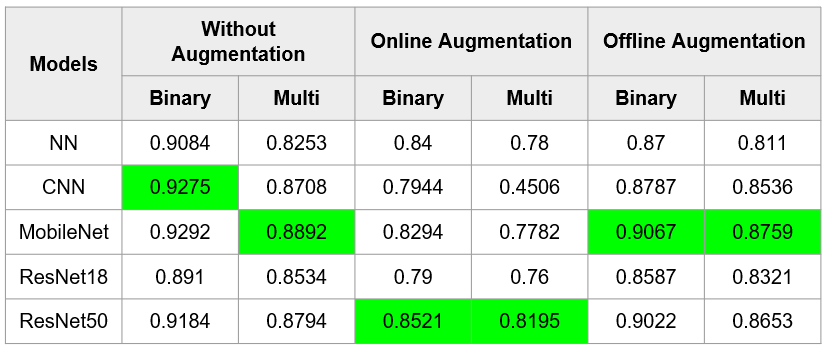 Models Without Augmentation Online Augmentation Offline Augmentation
Binary Multi Binary Multi Binary Multi
NN 0.9084 0.8253 0.84 0.78 0.87 0.811
CNN 0.9275 0.8708 0.7944 0.4506 0.8787 0.8536
MobileNet 0.9292 0.8892 0.8294 0.7782 0.9067 0.8759
ResNet18 0.891 0.8534 0.79 0.76 0.8587 0.8321
ResNet50 0.9184 0.8794 0.8521 0.8195 0.9022 0.8653